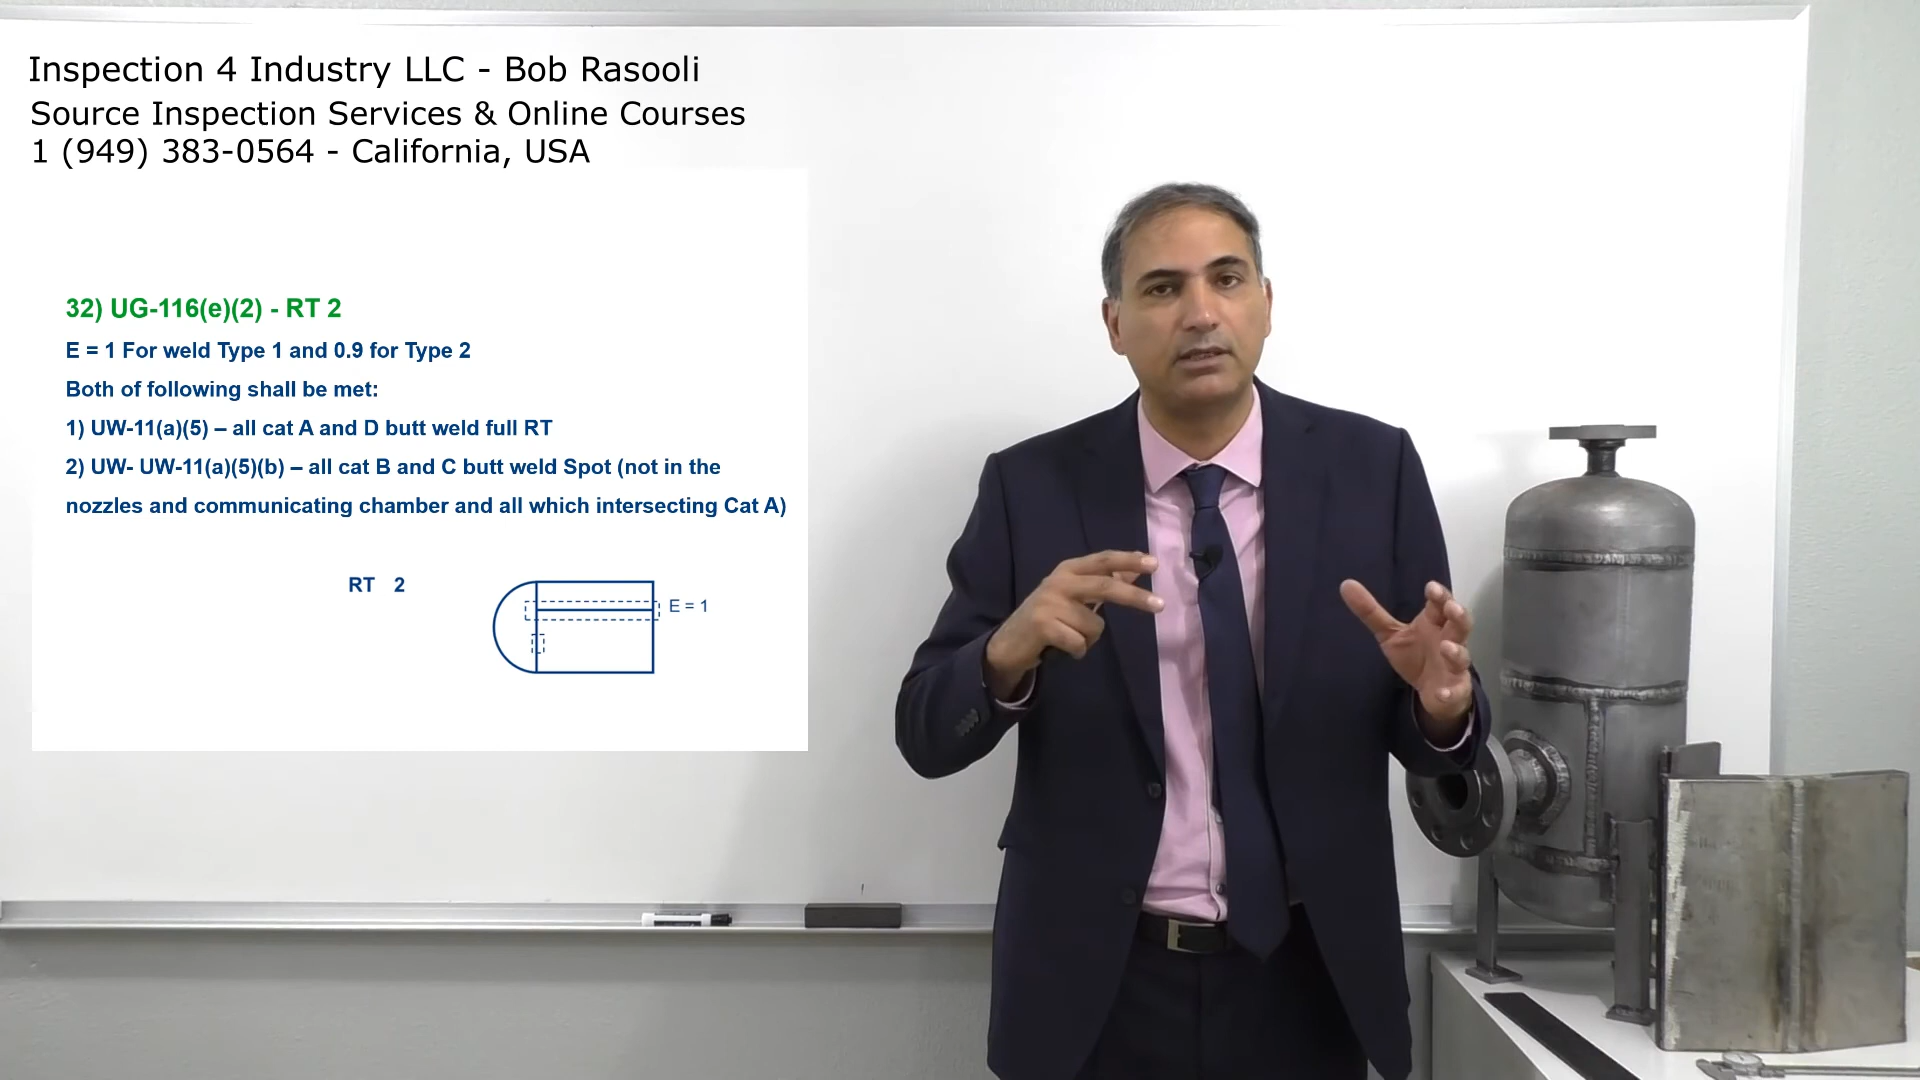 Inspection 4 Industry LLC - Bob Rasooli
Source Inspection Services & Online Courses
1 (949) 383-0564 - California, USA
32) UG-116(e)(2) - RT 2
E = 1 For weld Type 1 and 0.9 for Type 2
Both of following shall be met:
1) UW-11(a)(5) – all cat A and D butt weld full RT
2) UW- UW-11(a)(5)(b) – all cat B and C butt weld Spot (not in the
nozzles and communicating chamber and all which intersecting Cat A)
RT 2
E = 1